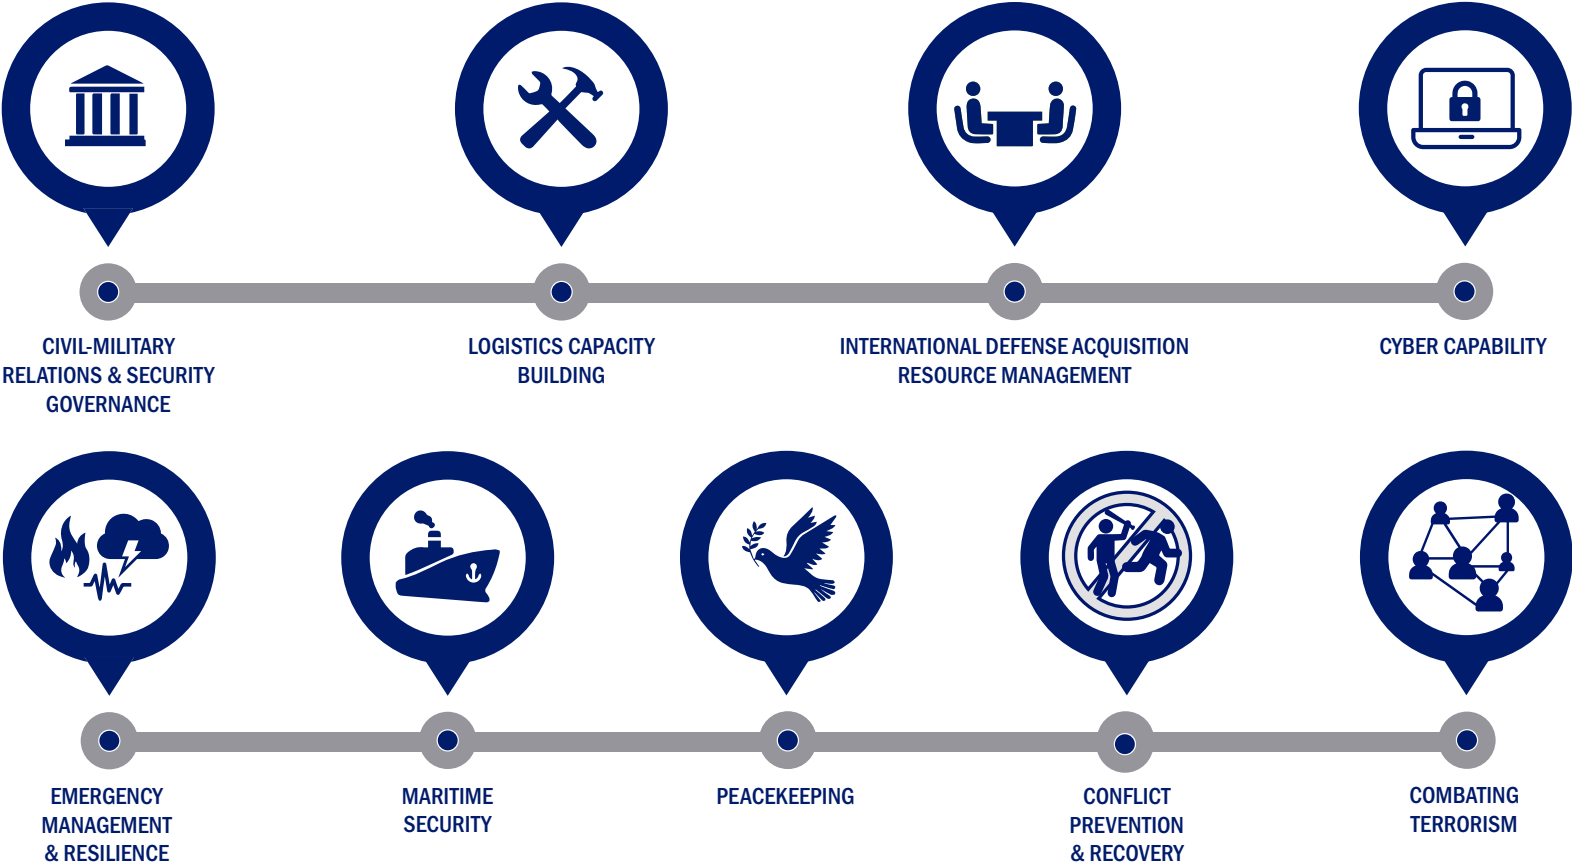 CIVIL-MILITARY
RELATIONS & SECURITY
GOVERNANCE
LOGISTICS CAPACITY
BUILDING
INTERNATIONAL DEFENSE ACQUISITION
RESOURCE MANAGEMENT
CYBER CAPABILITY
EMERGENCY
MANAGEMENT
& RESILIENCE
MARITIME
SECURITY
PEACEKEEPING
CONFLICT
PREVENTION
& RECOVERY
COMBATING
TERRORISM